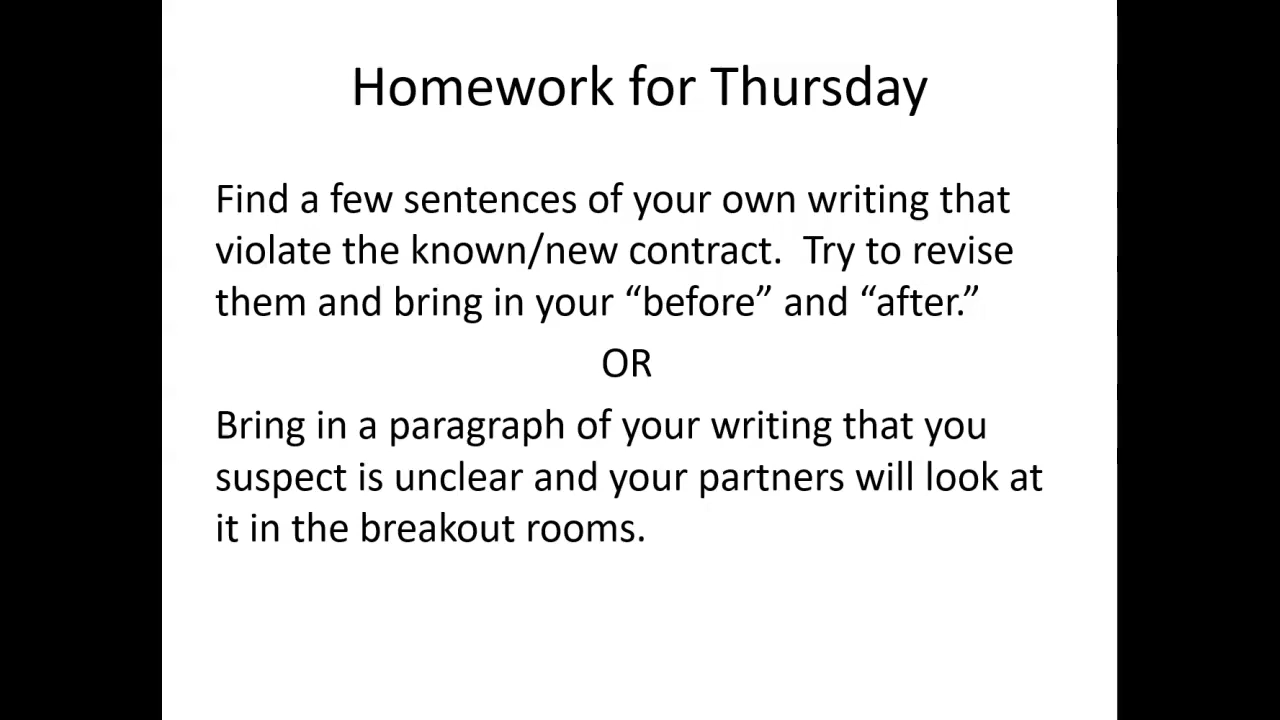 Homework for Thursday
Find a few sentences of your own writing that
violate the known/new contract.  Try to revise
them and bring in your “before” and “after.”
OR
Bring in a paragraph of your writing that you
suspect is unclear and your partners will look at
it in the breakout rooms.